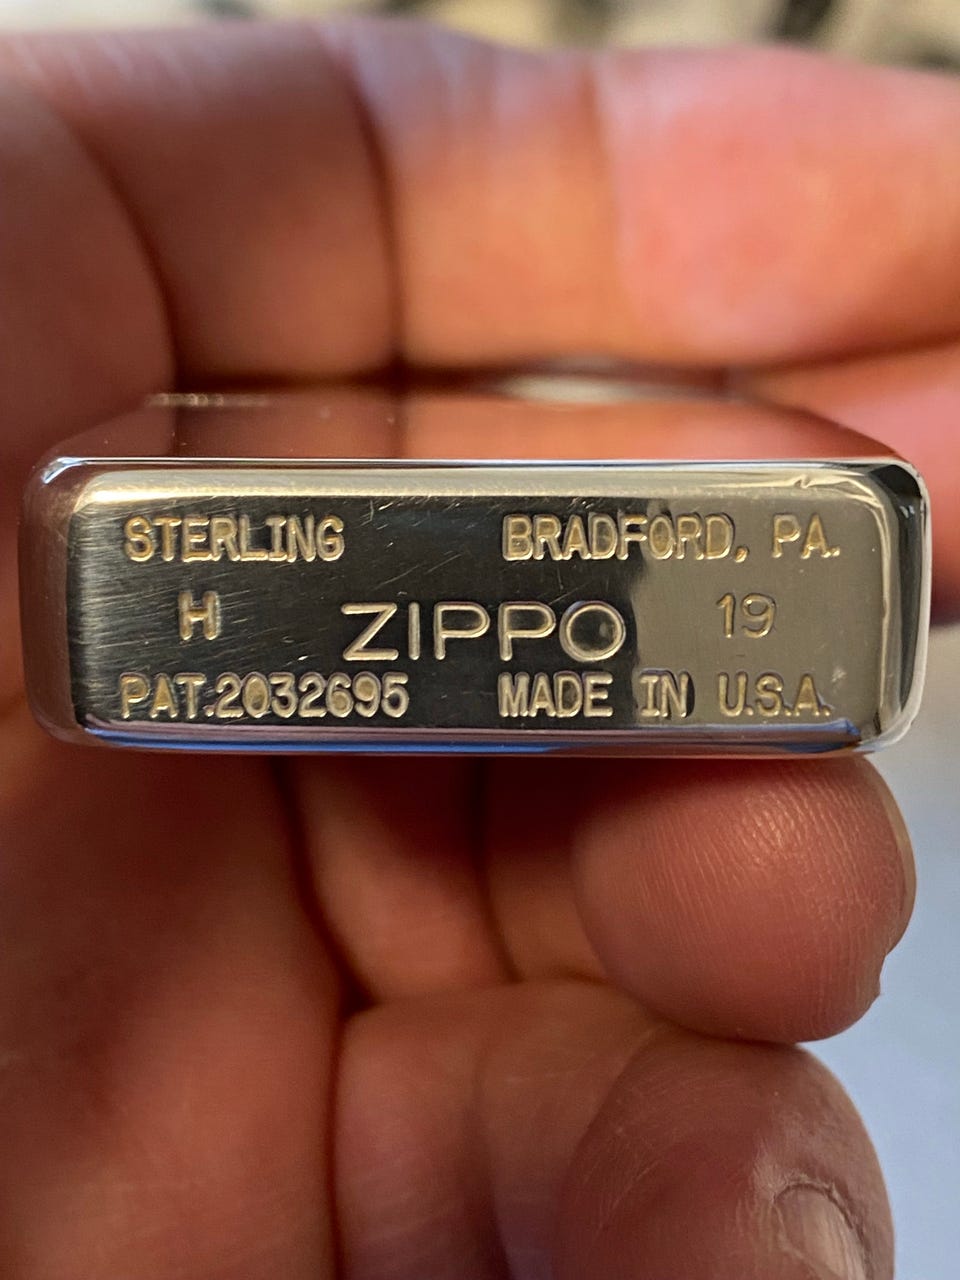 STERLING BRADFORD, PA.
H ZIPPO 19
PAT.2032695 MADE IN U.S.A.